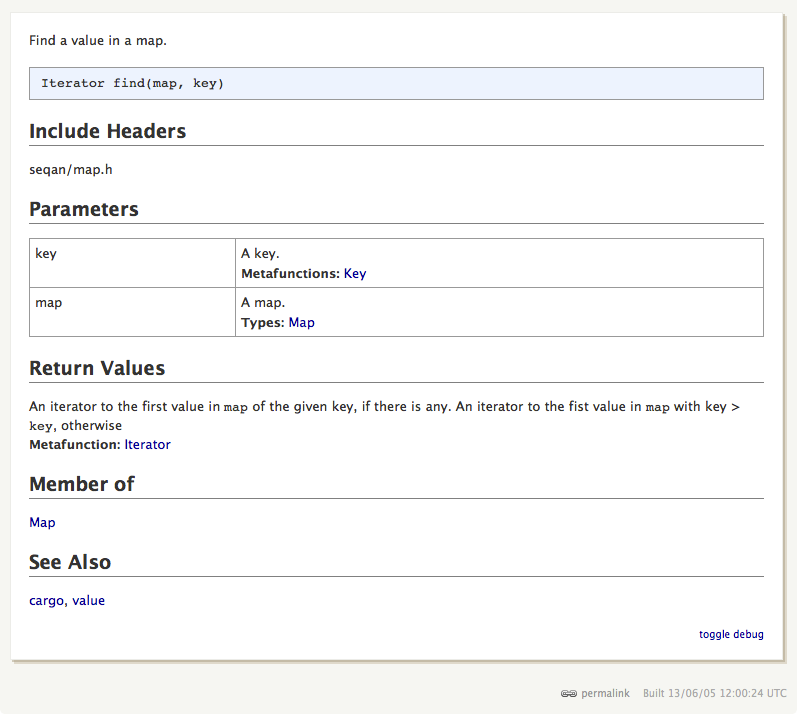 Find a value in a map.
Iterator find(map, key)
Include Headers
seqan/map.h
Parameters
key
A key.
Metafunctions: Key
map
A map.
Types: Map
Return Values
An iterator to the first value in map of the given key, if there is any. An iterator to the fist value in map with key >
key, otherwise
Metafunction: Iterator
Member of
Map
See Also
cargo, value
toggle debug
permalink Built 13/06/05 12:00:24 UTC